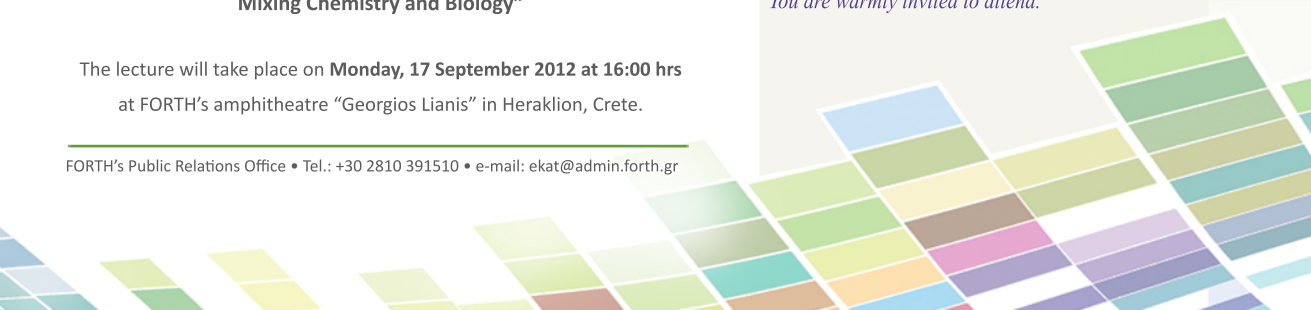 Mixing Chemistry and Biology"
You are warmly invited to attend.
The lecture will take place on Monday, 17 September 2012 at 16:00 hrs
at FORTH's amphitheatre “Georgios Lianis” in Heraklion, Crete.
FORTH's Public Relations Office • Tel.: +30 2810 391510 • e-mail: ekat@admin.forth.gr